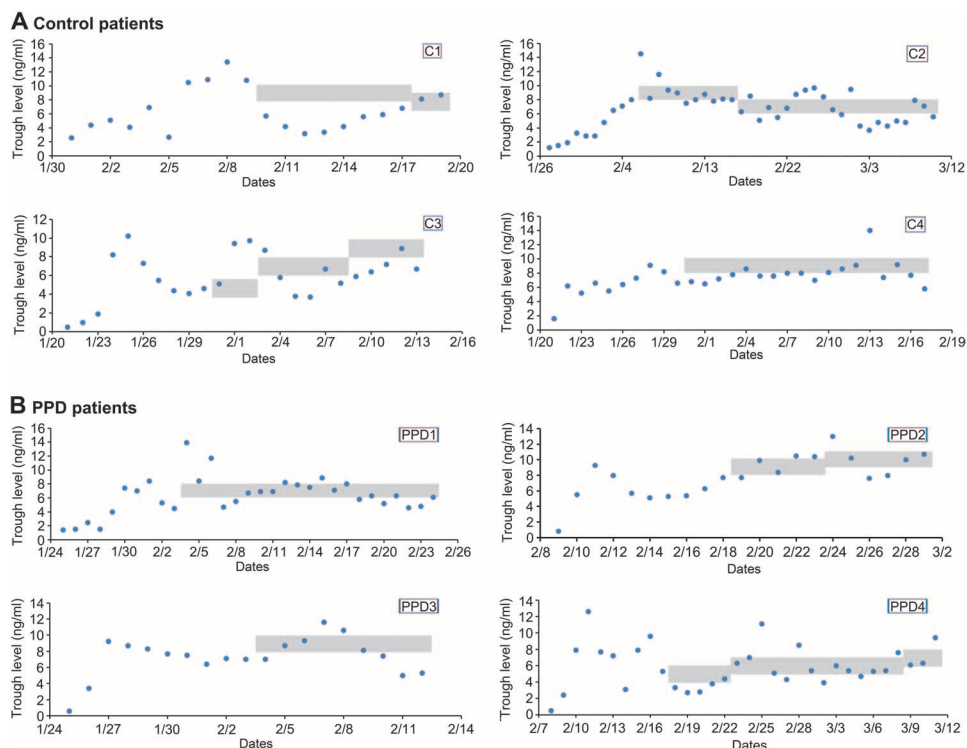 A Control patients
Trough level (ng/ml)
16
14
12
10
8
6
4
2
0
C1
1/30 2/2 2/5 2/8 2/11 2/14 2/17 2/20
Dates
Trough level (ng/ml)
16
14
12
10
8
6
4
2
0
C2
1/26 2/4 2/13 2/22 3/3 3/12
Dates
Trough level (ng/ml)
12
10
8
6
4
2
0
C3
1/20 1/23 1/26 1/29 2/1 2/4 2/7 2/10 2/13 2/16
Dates
Trough level (ng/ml)
16
14
12
10
8
6
4
2
0
C4
1/20 1/23 1/26 1/29 2/1 2/4 2/7 2/10 2/13 2/16 2/19
Dates
B PPD patients
Trough level (ng/ml)
16
14
12
10
8
6
4
2
0
PPD1
1/24 1/27 1/30 2/2 2/5 2/8 2/11 2/14 2/17 2/20 2/23 2/26
Dates
Trough level (ng/ml)
14
12
10
8
6
4
2
0
PPD2
2/8 2/10 2/12 2/14 2/16 2/18 2/20 2/22 2/24 2/26 2/28 3/2
Dates
Trough level (ng/ml)
14
12
10
8
6
4
2
0
PPD3
1/24 1/27 1/30 2/2 2/5 2/8 2/11 2/14
Dates
Trough level (ng/ml)
14
12
10
8
6
4
2
0
PPD4
2/7 2/10 2/13 2/16 2/19 2/22 2/25 2/28 3/3 3/6 3/9 3/12
Dates